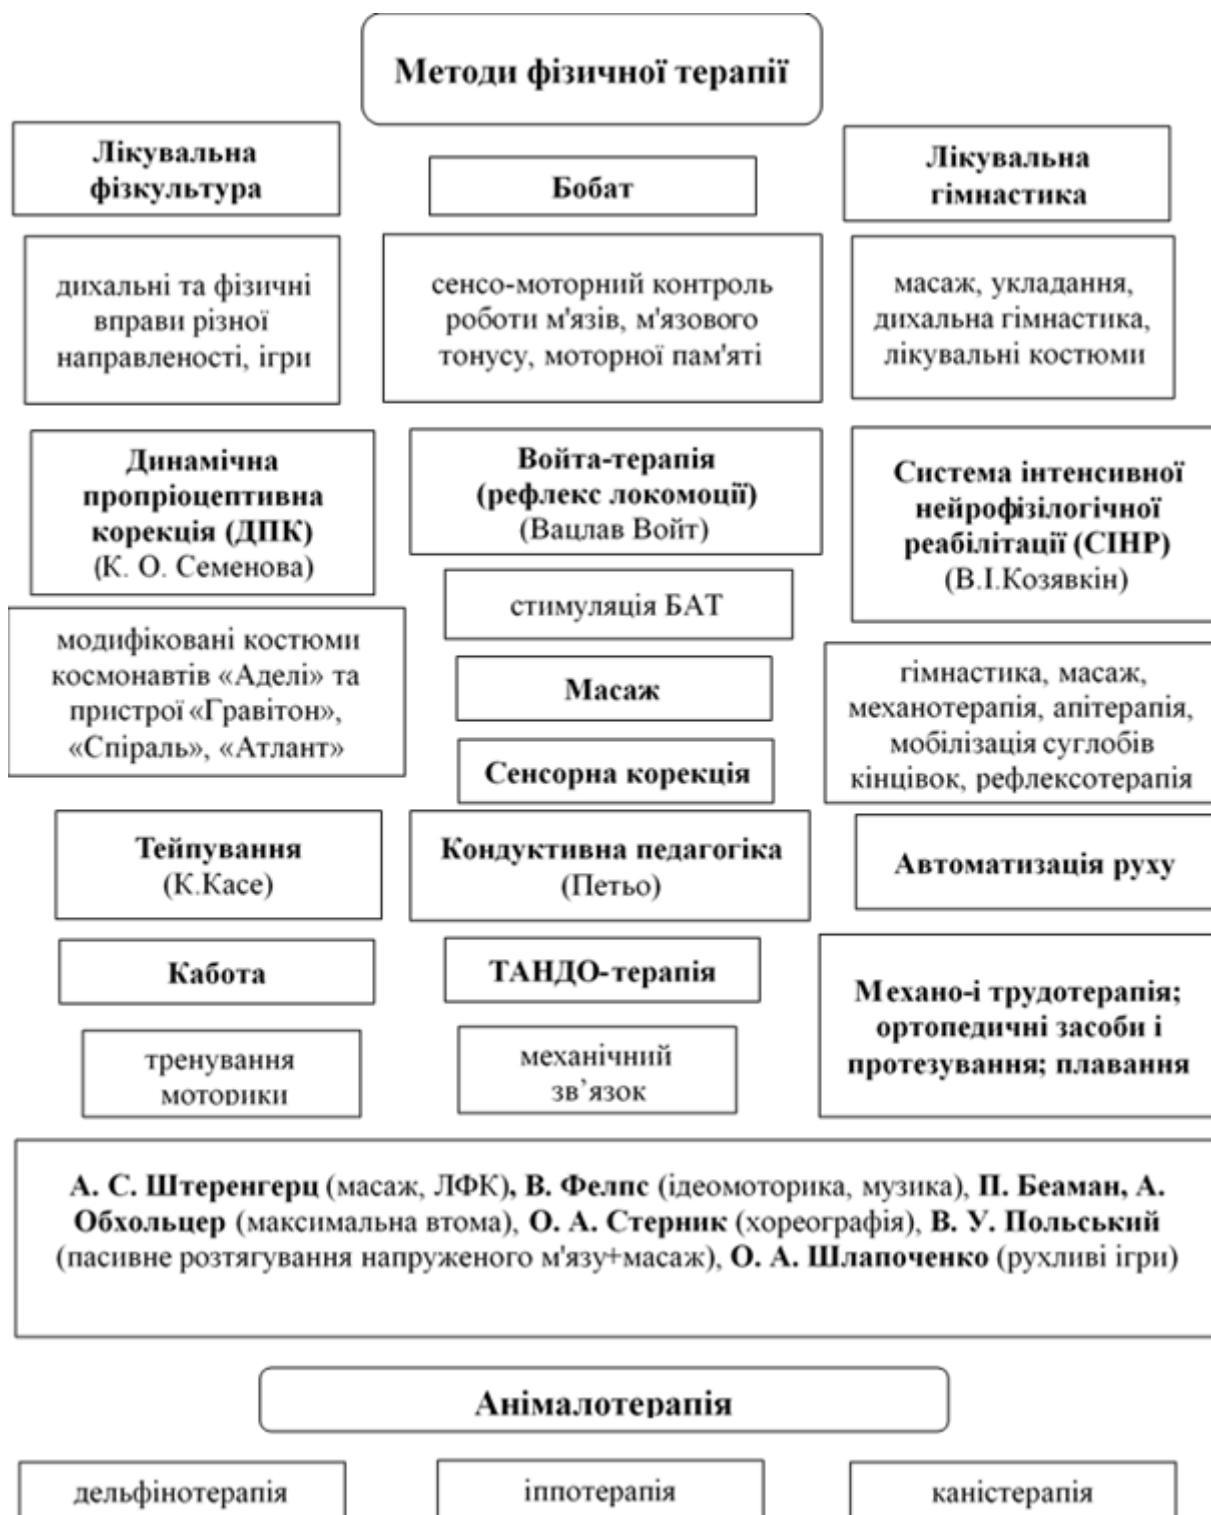 Методи фізичної терапії
Лікувальна
фізкультура
Бобат
Лікувальна
гімнастика
дихальні та фізичні
вправи різної
направленості, ігри
сенсо-моторний контроль
роботи м'язів, м'язового
тонусу, моторної пам'яті
масаж, укладання,
дихальна гімнастика,
лікувальні костюми
Динамічна
пропріоцептивна
корекція (ДПК)
(К. О. Семенова)
Войта-терапія
(рефлекс локомоції)
(Вацлав Войт)
Система інтенсивної
нейрофізілогічної
реабілітації (СІНР)
(В.І.Козявкін)
стимуляція БАТ
модифіковані костюми
космонавтів «Аделі» та
пристрої «Гравітон»,
«Спіраль», «Атлант»
Масаж
гімнастика, масаж,
механотерапія, апітерапія,
мобілізація суглобів
кінцівок, рефлексотерапія
Сенсорна корекція
Тейпування
(К.Касе)
Кондуктивна педагогіка
(Петьо)
Автоматизація руху
Кабота
ТАНДО-терапія
Механо-і трудотерапія;
ортопедичні засоби і
протезування; плавання
тренування
моторики
механічний
зв’язок
А. С. Штеренгерц (масаж, ЛФК), В. Фелпс (ідеомоторика, музика), П. Беаман, А.
Обхольцер (максимальна втома), О. А. Стерник (хореографія), В. У. Польський
(пасивне розтягування напруженого м'язу+масаж), О. А. Шлапоченко (рухливі ігри)
Анімалотерапія
дельфінотерапія
іппотерапія
каністерапія